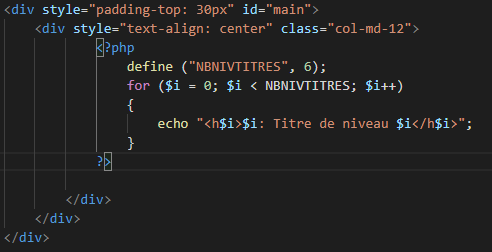 <div style="padding-top: 30px" id="main">
<div style="text-align: center" class="col-md-12">
<?php
define ("NBNIVTITRES", 6);
for ($i = 0; $i < NBNIVTITRES; $i++)
{
echo "<h$i>$i: Titre de niveau $i</h$i>";
}
?>
</div>
</div>
</div>